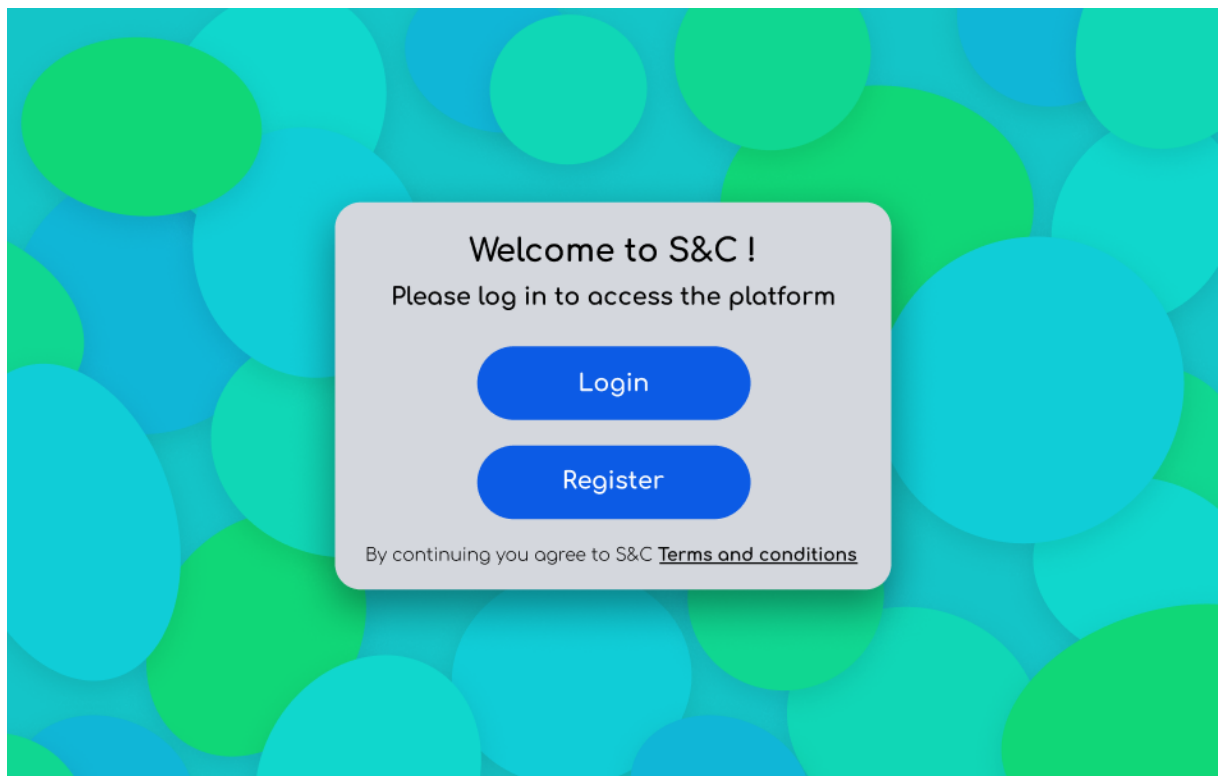 Welcome to S&C !
Please log in to access the platform
Login
Register
By continuing you agree to S&C Terms and conditions